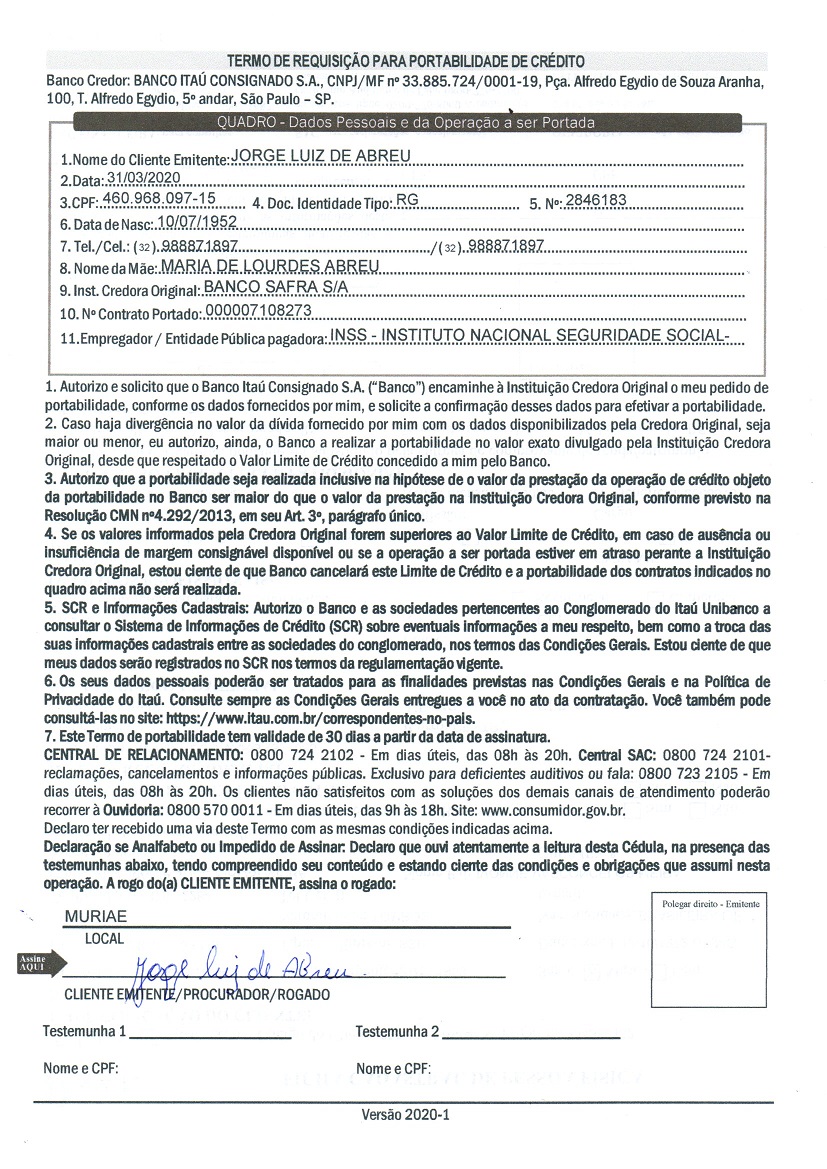 TERMO DE REQUISIÇÃO PARA PORTABILIDADE DE CRÉDITO
Banco Credor: BANCO ITAÚ CONSIGNADO S.A., CNPJ/MF nº 33.885.724/0001-19, Pça. Alfredo Egydio de Souza Aranha,
100, T. Alfredo Egydio, 5º andar, São Paulo – SP.
QUADRO - Dados Pessoais e da Operação a ser Portada
1.Nome do Cliente Emitente: JORGE LUIZ DE ABREU
2.Data: 31/03/2020
3.CPF: 460.968.097-15 4. Doc. Identidade Tipo: RG 5. Nº: 2846183
6. Data de Nasc: 10/07/1952
7. Tel./Cel.: (32) 988871897 /(32) 988871897
8. Nome da Mãe: MARIA DE LOURDES ABREU
9. Inst. Credora Original: BANCO SAFRA S/A
10. Nº Contrato Portado: 000007108273
11.Empregador / Entidade Pública pagadora: INSS - INSTITUTO NACIONAL SEGURIDADE SOCIAL-
1. Autorizo e solicito que o Banco Itaú Consignado S.A. (“Banco”) encaminhe à Instituição Credora Original o meu pedido de
portabilidade, conforme os dados fornecidos por mim, e solicite a confirmação desses dados para efetivar a portabilidade.
2. Caso haja divergência no valor da dívida fornecido por mim com os dados disponibilizados pela Credora Original, seja
maior ou menor, eu autorizo, ainda, o Banco a realizar a portabilidade no valor exato divulgado pela Instituição Credora
Original, desde que respeitado o Valor Limite de Crédito concedido a mim pelo Banco.
3. Autorizo que a portabilidade seja realizada inclusive na hipótese de o valor da prestação da operação de crédito objeto
da portabilidade no Banco ser maior do que o valor da prestação na Instituição Credora Original, conforme previsto na
Resolução CMN nº4.292/2013, em seu Art. 3º, parágrafo único.
4. Se os valores informados pela Credora Original forem superiores ao Valor Limite de Crédito, em caso de ausência ou
insuficiência de margem consignável disponível ou se a operação a ser portada estiver em atraso perante a Instituição
Credora Original, estou ciente de que Banco cancelará este Limite de Crédito e a portabilidade dos contratos indicados no
quadro acima não será realizada.
5. SCR e Informações Cadastrais: Autorizo o Banco e as sociedades pertencentes ao Conglomerado do Itaú Unibanco a
consultar o Sistema de Informações de Crédito (SCR) sobre eventuais informações a meu respeito, bem como a troca das
suas informações cadastrais entre as sociedades do conglomerado, nos termos das Condições Gerais. Estou ciente de que
meus dados serão registrados no SCR nos termos da regulamentação vigente.
6. Os seus dados pessoais poderão ser tratados para as finalidades previstas nas Condições Gerais e na Política de
Privacidade do Itaú. Consulte sempre as Condições Gerais entregues a você no ato da contratação. Você também pode
consultá-las no site: https://www.itau.com.br/correspondentes-no-pais.
7. Este Termo de portabilidade tem validade de 30 dias a partir da data de assinatura.
CENTRAL DE RELACIONAMENTO: 0800 724 2102 - Em dias úteis, das 08h às 20h. Central SAC: 0800 724 2101-
reclamações, cancelamentos e informações públicas. Exclusivo para deficientes auditivos ou fala: 0800 723 2105 - Em
dias úteis, das 08h às 20h. Os clientes não satisfeitos com as soluções dos demais canais de atendimento poderão
recorrer à Ouvidoria: 0800 570 0011 - Em dias úteis, das 9h às 18h. Site: www.consumidor.gov.br.
Declaro ter recebido uma via deste Termo com as mesmas condições indicadas acima.
Declaração se Analfabeto ou Impedido de Assinar: Declaro que ouvi atentamente a leitura desta Cédula, na presença das
testemunhas abaixo, tendo compreendido seu conteúdo e estando ciente das condições e obrigações que assumi nesta
operação. A rogo do(a) CLIENTE EMITENTE, assina o rogado:
Polegar direito - Emitente
MURIAE
LOCAL
Assine
AQUI
Jorge luiz de Abreu
CLIENTE EMITENTE/PROCURADOR/ROGADO
Testemunha 1 Testemunha 2
Nome e CPF: Nome e CPF:
Versão 2020-1